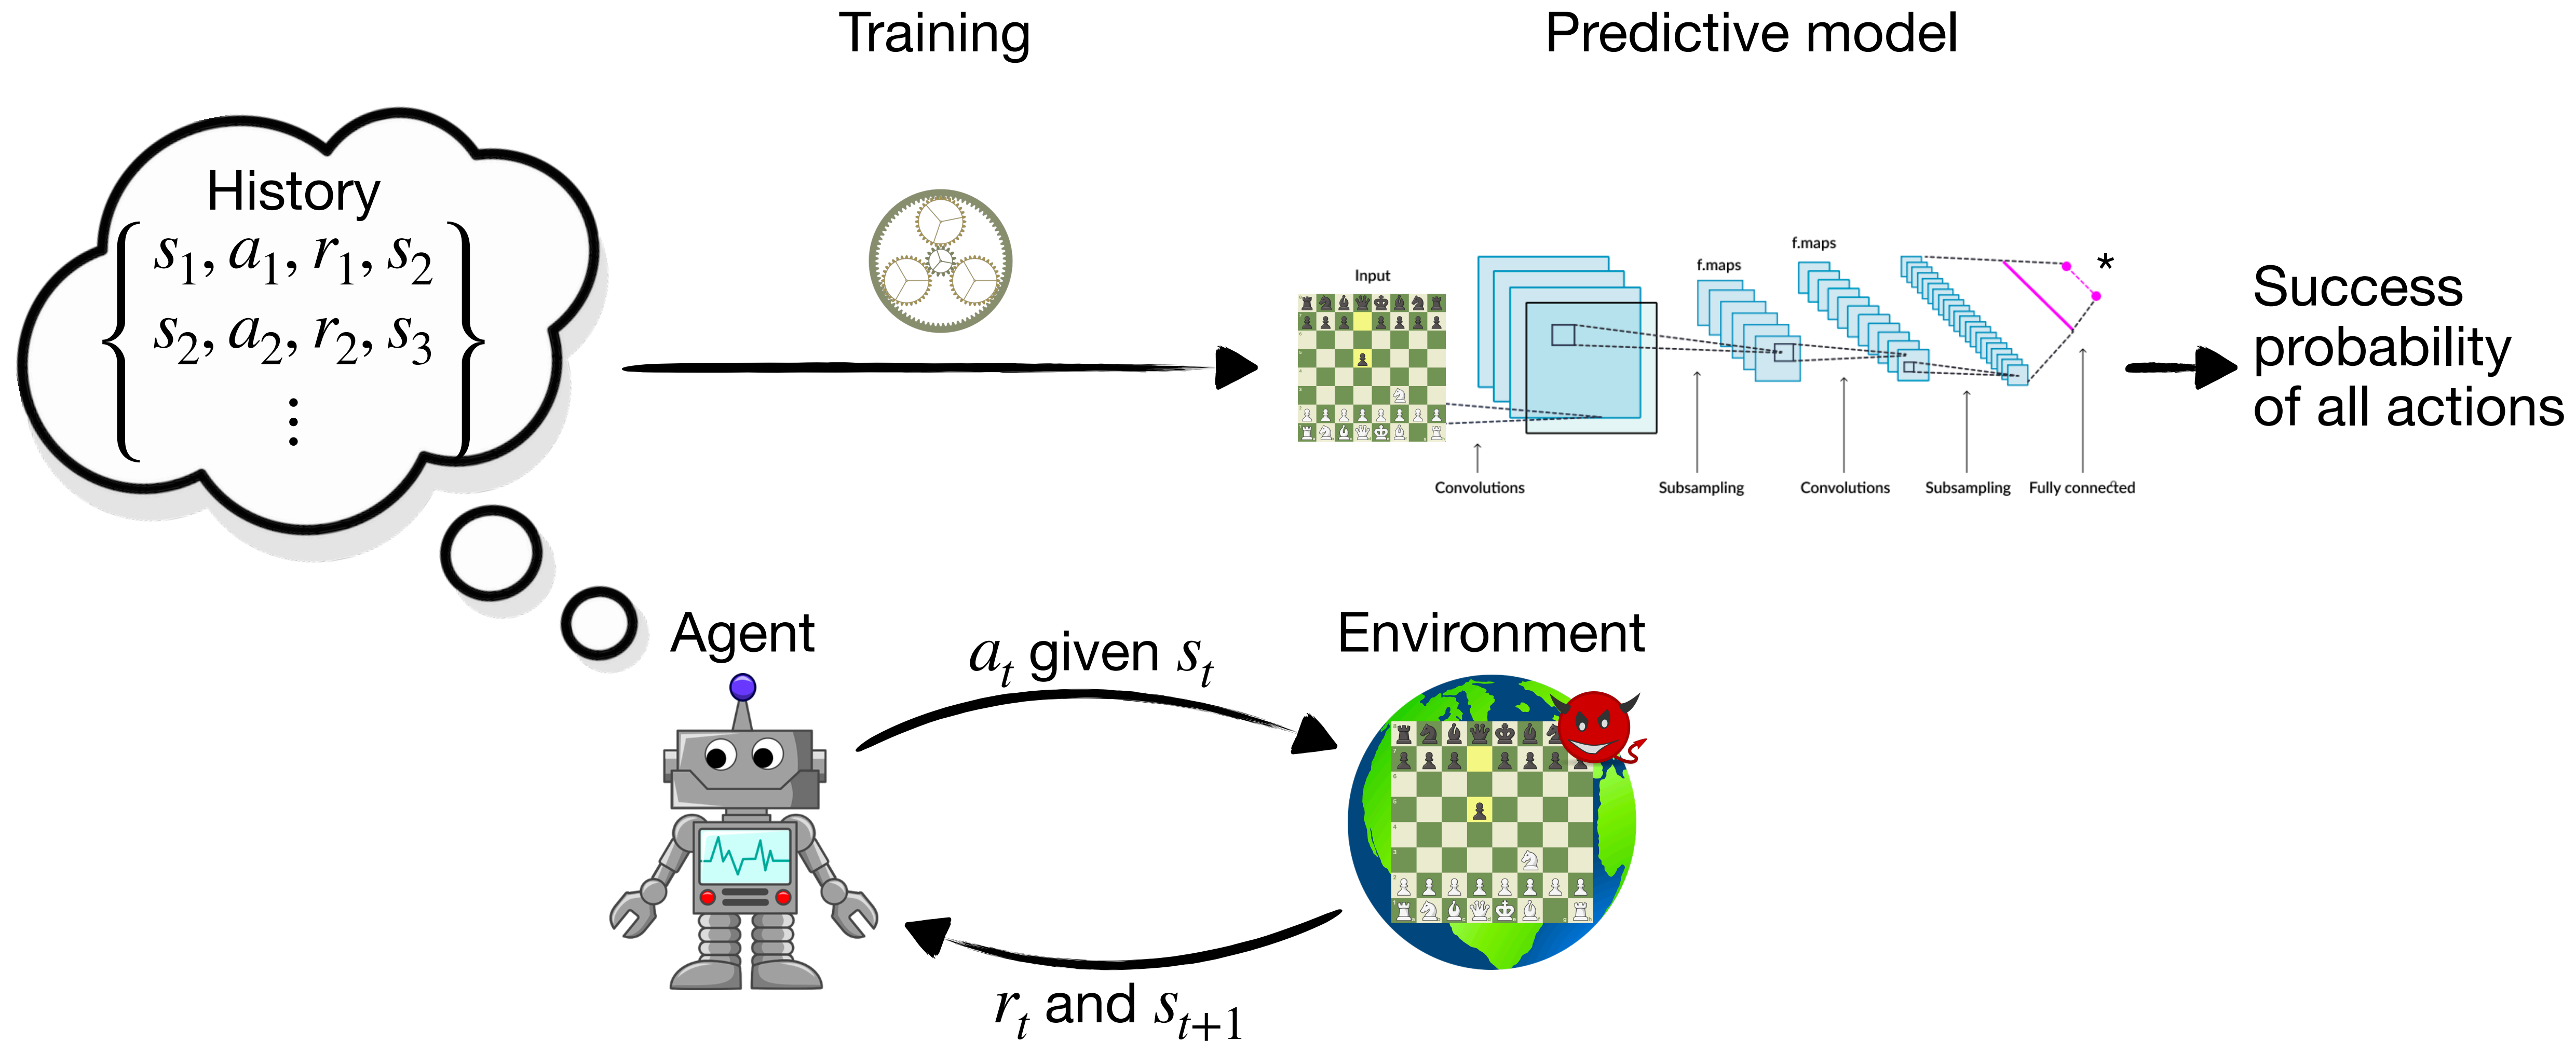 Training
Predictive model
History
s₁, a₁, r₁, s₂
s₂, a₂, r₂, s₃
⋮
Input
f.maps
f.maps
*
Convolutions
Subsampling
Convolutions
Subsampling
Fully connected
Success
probability
of all actions
Agent
aₜ given sₜ
Environment
rₜ and sₜ₊₁